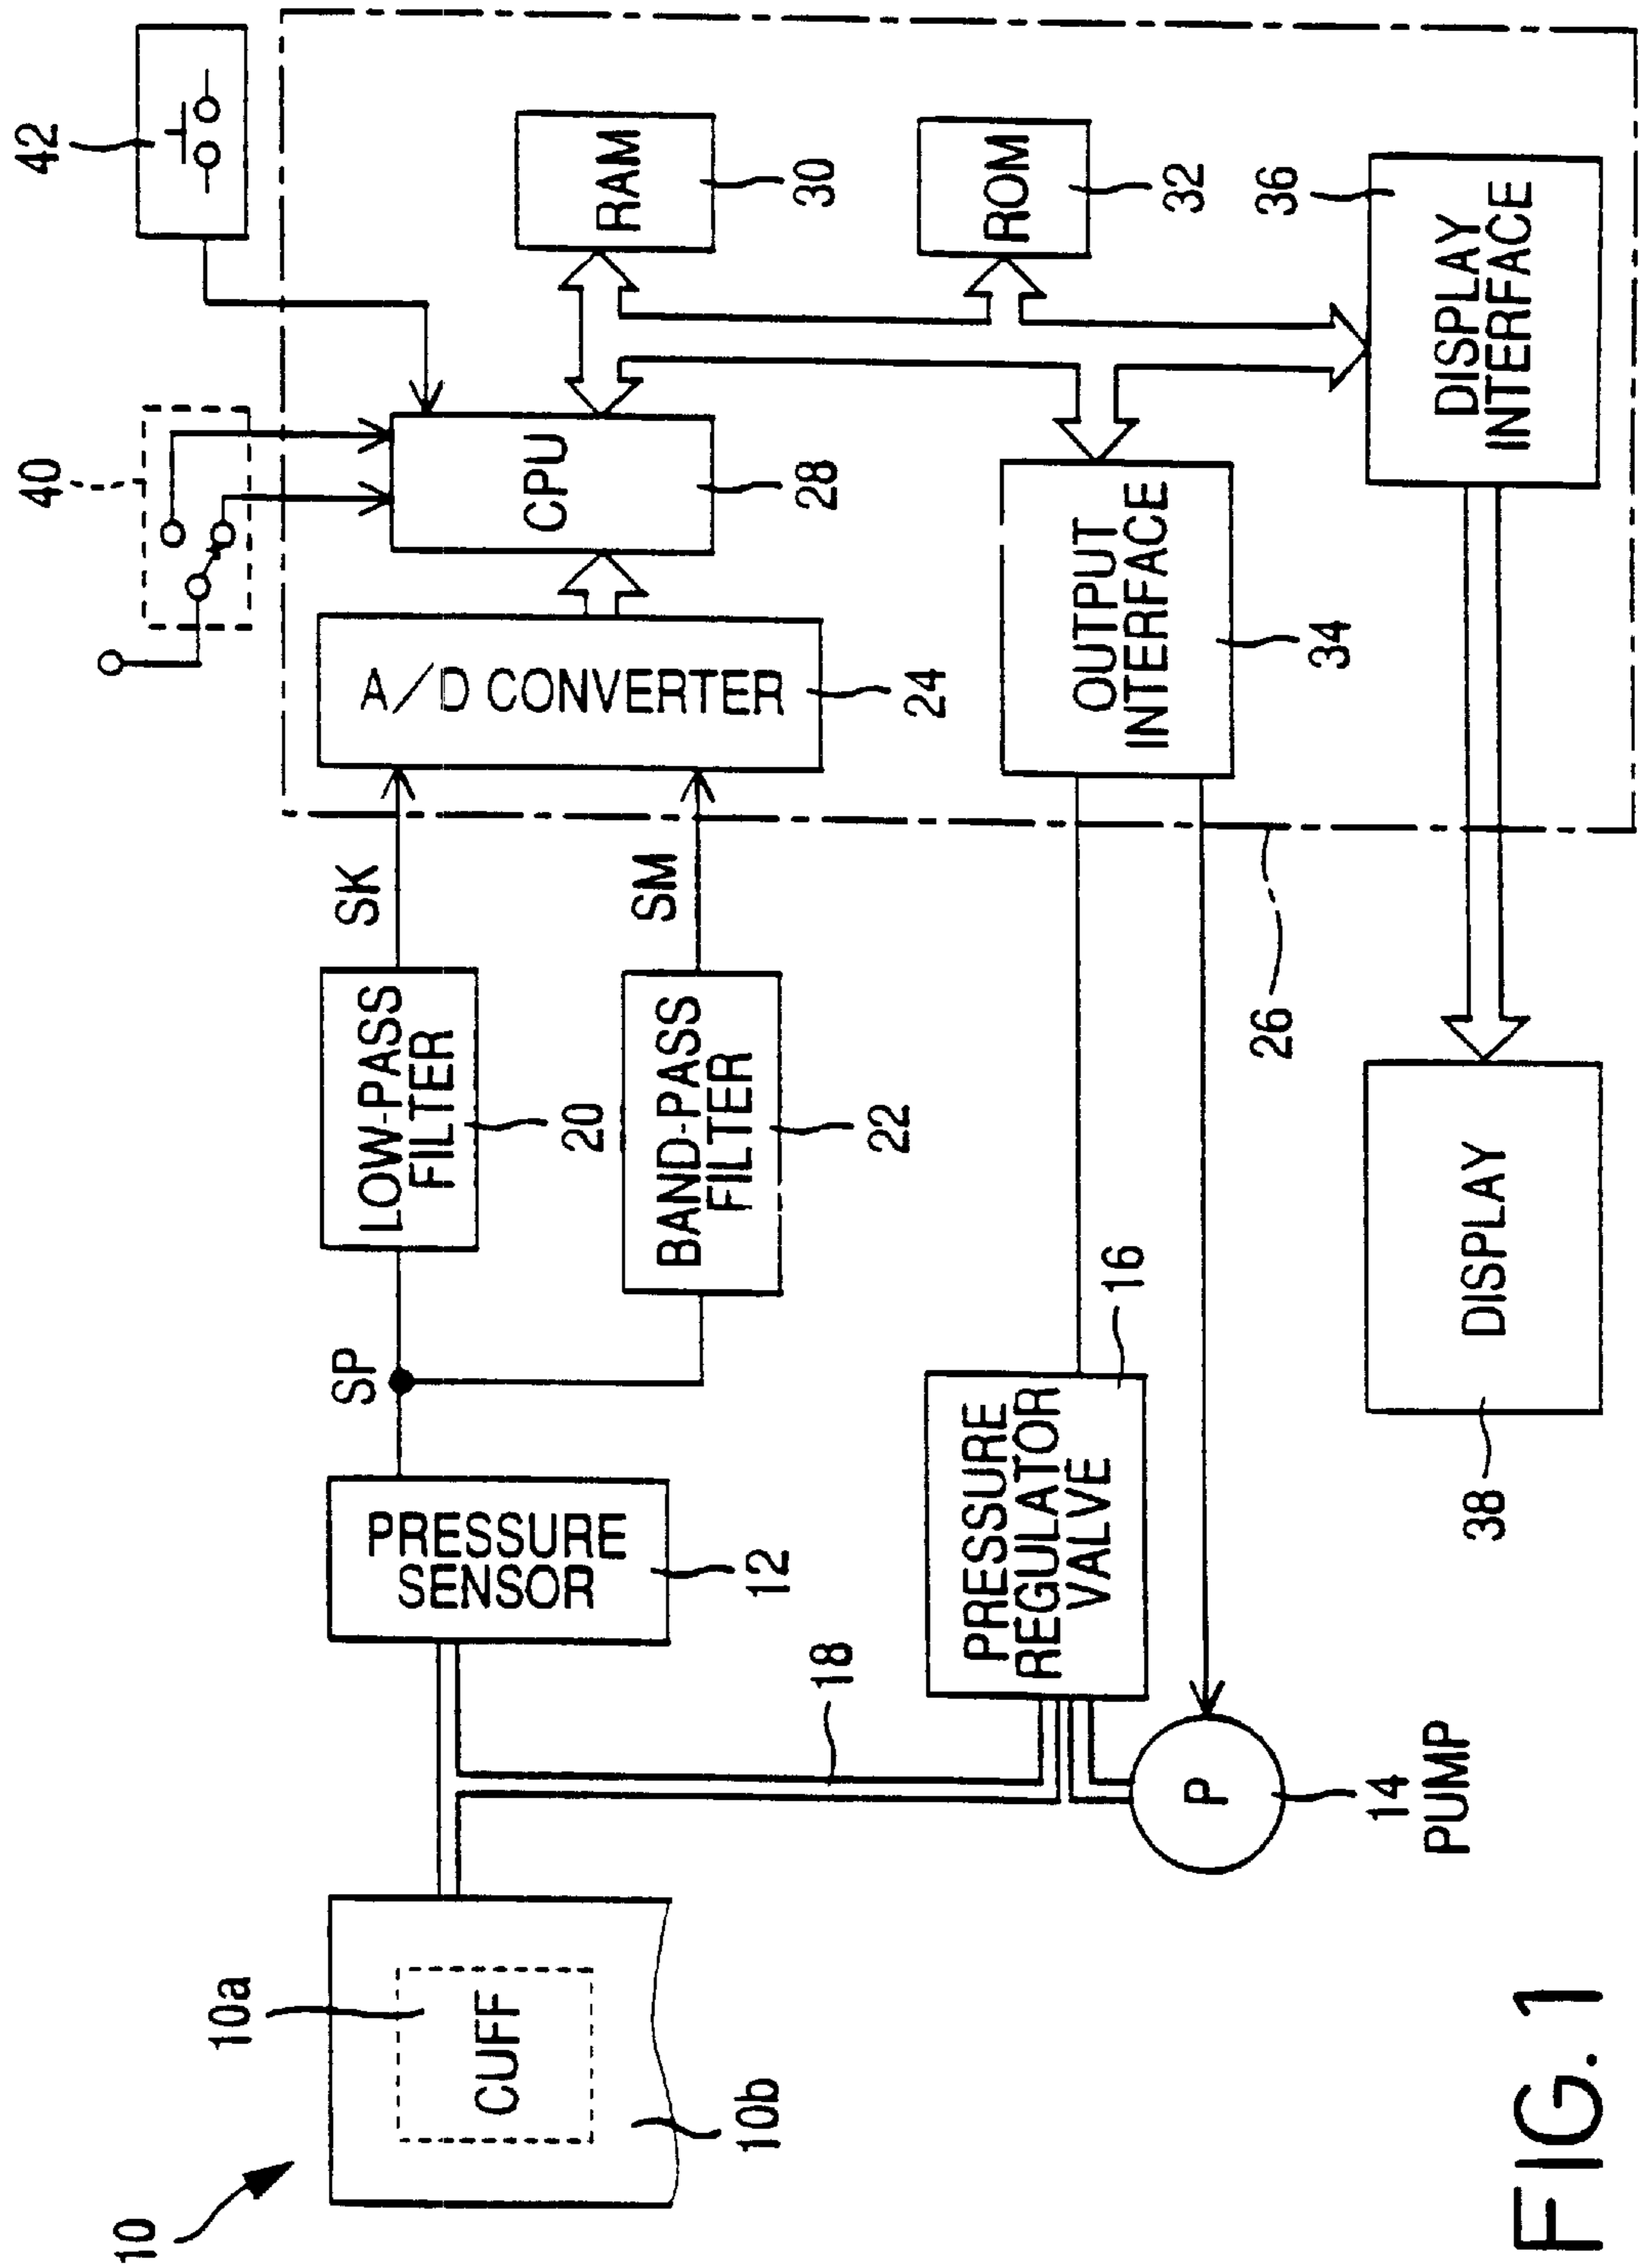 10
10a
CUFF
10b
PRESSURE
SENSOR
12
SP
LOW-PASS
FILTER
20
SK
BAND-PASS
FILTER
22
SM
A/D CONVERTER
24
40
42
CPU
28
RAM
30
ROM
32
OUTPUT
INTERFACE
34
DISPLAY
INTERFACE
36
26
18
PRESSURE
REGULATOR
VALVE
16
P
14
PUMP
DISPLAY
38
FIG. 1